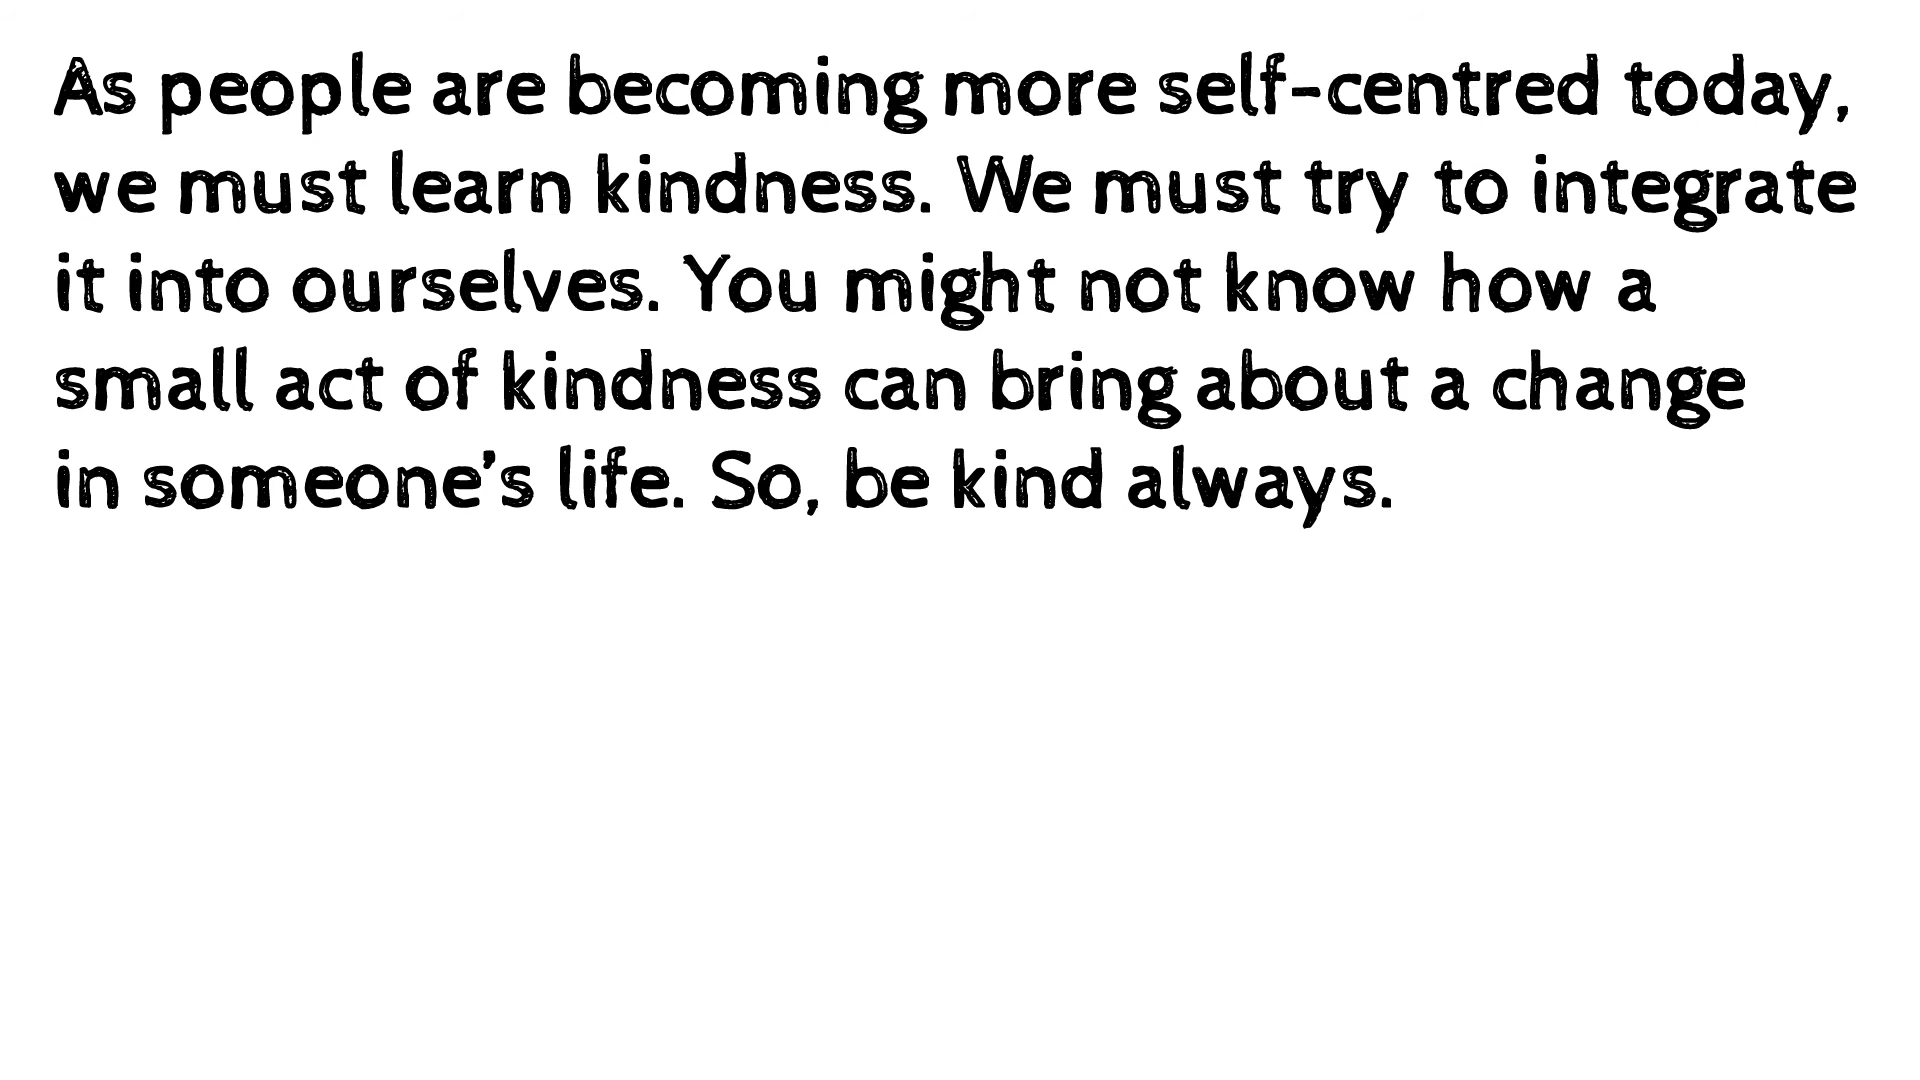 As people are becoming more self-centred today,
we must learn kindness. We must try to integrate
it into ourselves. You might not know how a
small act of kindness can bring about a change
in someone’s life. So, be kind always.